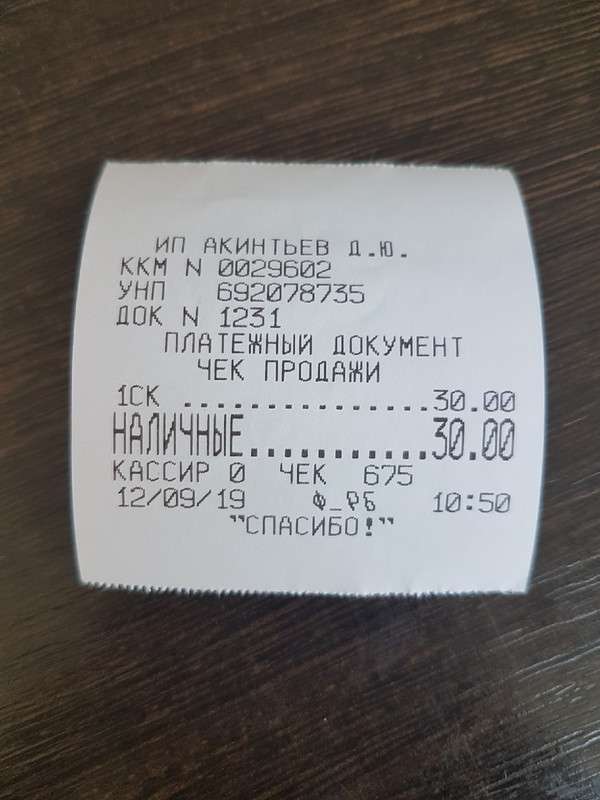 ИП АКИНТЬЕВ Д.Ю.
ККМ N 0029602
УНП 692078735
ДОК N 1231
ПЛАТЕЖНЫЙ ДОКУМЕНТ
ЧЕК ПРОДАЖИ
1СК ...............30.00
НАЛИЧНЫЕ...........30.00
КАССИР 0 ЧЕК 675
12/09/19 10:50
"СПАСИБО!"